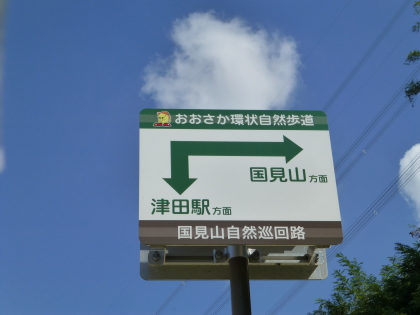 おおさか環状自然歩道
国見山方面
津田駅方面
国見山自然巡回路